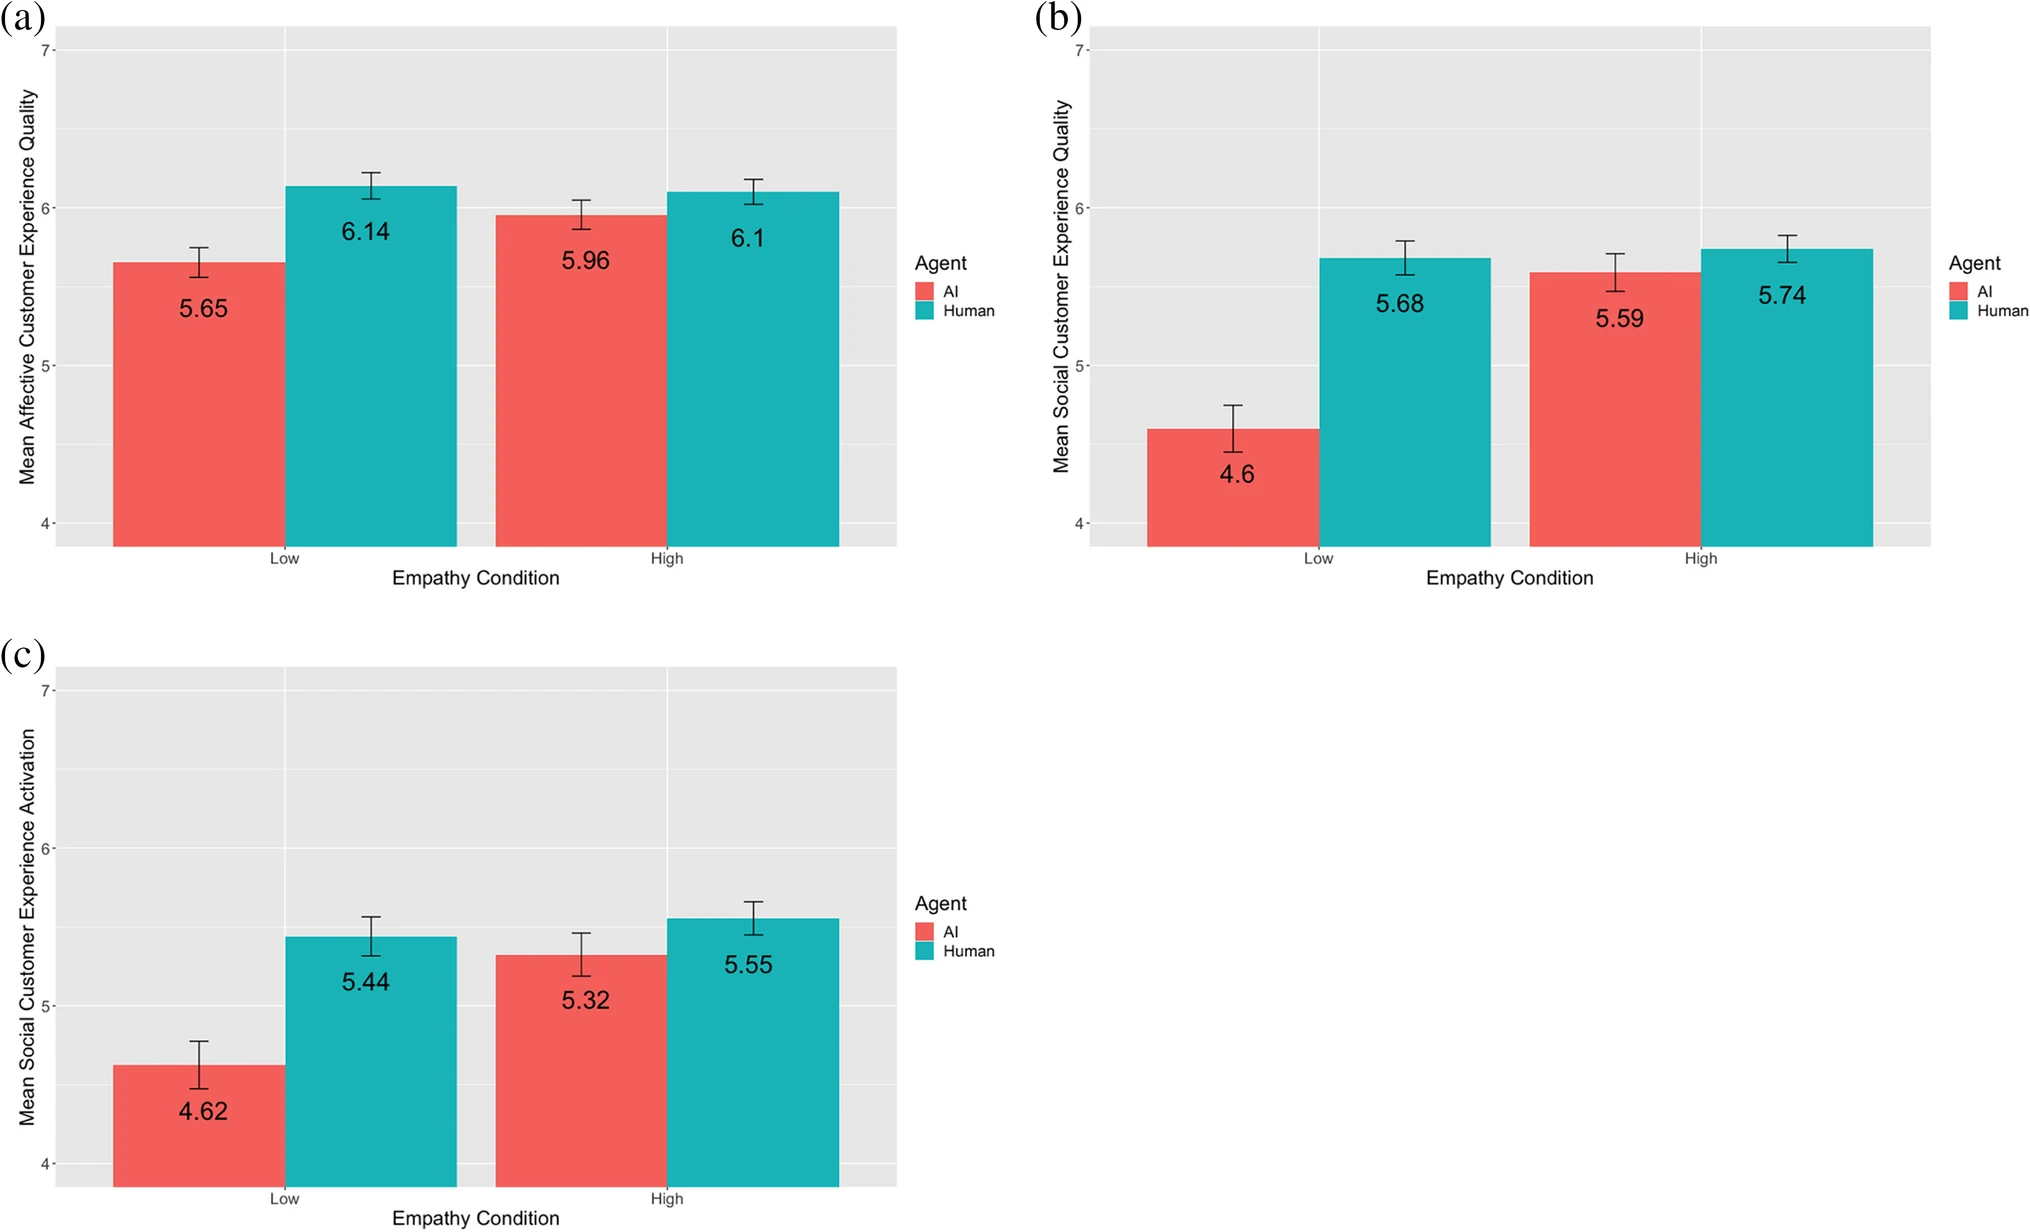 (a)
Mean Affective Customer Experience Quality
7
6
5
4
6.14
6.1
5.96
5.65
Low
High
Empathy Condition
Agent
AI
Human
(b)
Mean Social Customer Experience Quality
7
6
5
4
5.68
5.74
5.59
4.6
Low
High
Empathy Condition
Agent
AI
Human
(c)
Mean Social Customer Experience Activation
7
6
5
4
5.44
5.55
5.32
4.62
Low
High
Empathy Condition
Agent
AI
Human